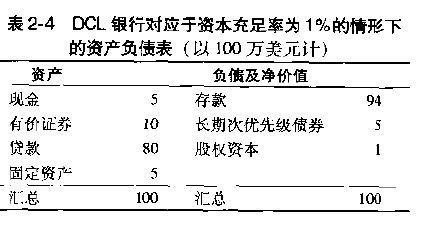 表2-4 DCL 银行对应于资本充足率为1%的情形下
的资产负债表(以100万美元计)
资产 负债及净价值
现金 5 存款 94
有价证券 10 长期次优先级债券 5
贷款 80 股权资本 1
固定资产 5
汇总 100 汇总 100